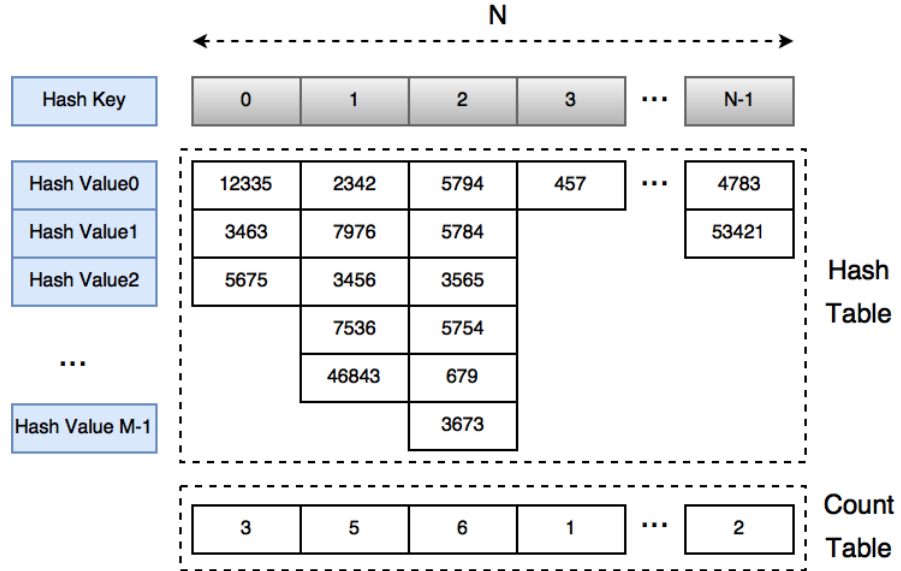 N
Hash Key 0 1 2 3 ... N-1
Hash Value0 12335 2342 5794 457 ... 4783
Hash Value1 3463 7976 5784 53421
Hash Value2 5675 3456 3565
Hash
Table
7536 5754
...
46843 679
Hash Value M-1 3673
Count
Table
3 5 6 1 ... 2